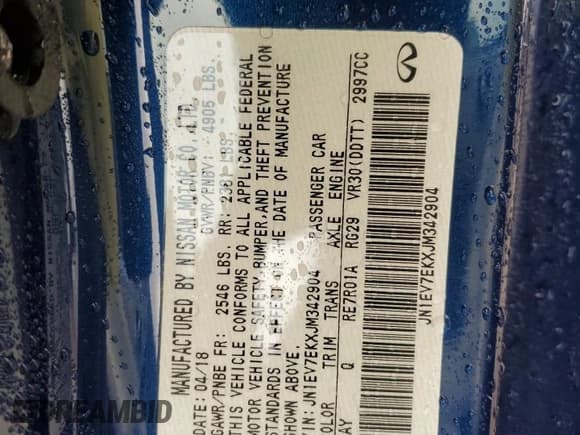 MANUFACTURED BY NISSAN MOTOR CO., LTD.
DATE: 04/18 GVWR/PNBV: 4905 LBS.
GAWR/PNBE FR: 2546 LBS. RR: LBS.
THIS VEHICLE CONFORMS TO ALL APPLICABLE FEDERAL
MOTOR VEHICLE SAFETY, BUMPER, AND THEFT PREVENTION
STANDARDS IN EFFECT ON THE DATE OF MANUFACTURE
SHOWN ABOVE.
VIN: JN1EV7EKXJM342904 PASSENGER CAR
OLOR TRIM TRANS AXLE ENGINE
AY Q RE7R01A RG29 VR30(DDTT) 2997CC
JN1EV7EKXJM342904